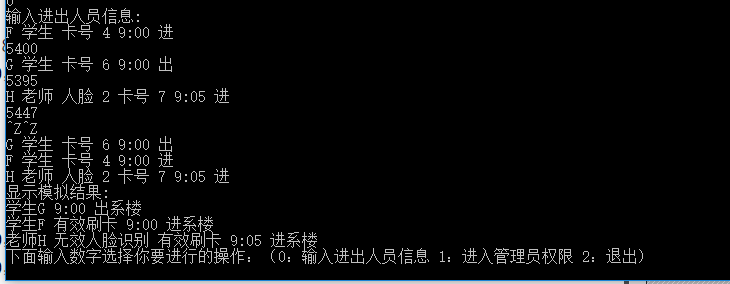 0
输入进出人员信息:
F 学生 卡号 4 9:00 进
5400
G 学生 卡号 6 9:00 出
5395
H 老师 人脸 2 卡号 7 9:05 进
5447
^Z^Z
G 学生 卡号 6 9:00 出
F 学生 卡号 4 9:00 进
H 老师 人脸 2 卡号 7 9:05 进
显示模拟结果:
学生G 9:00 出系楼
学生F 有效刷卡 9:00 进系楼
老师H 无效人脸识别 有效刷卡 9:05 进系楼
下面输入数字选择你要进行的操作: (0: 输入进出人员信息 1: 进入管理员权限 2: 退出)